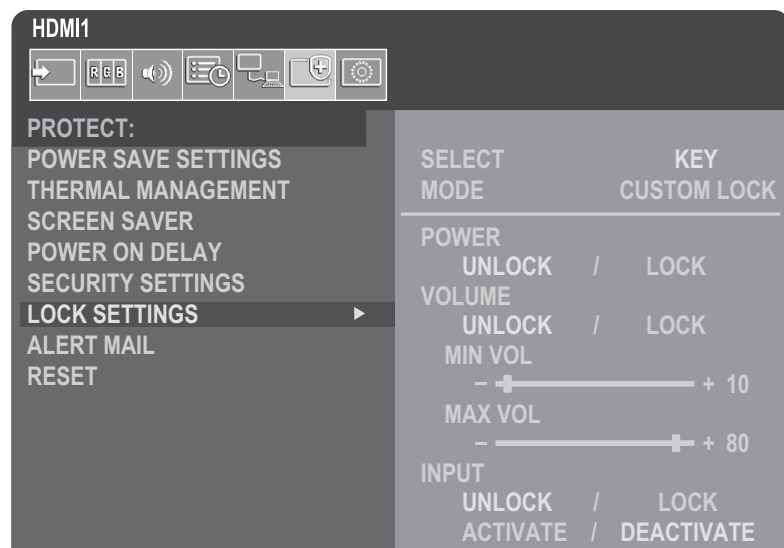 HDMI1
R G B
PROTECT:
POWER SAVE SETTINGS
THERMAL MANAGEMENT
SCREEN SAVER
POWER ON DELAY
SECURITY SETTINGS
LOCK SETTINGS
ALERT MAIL
RESET
SELECT KEY
MODE CUSTOM LOCK
POWER
UNLOCK / LOCK
VOLUME
UNLOCK / LOCK
MIN VOL
– + 10
MAX VOL
– + 80
INPUT
UNLOCK / LOCK
ACTIVATE / DEACTIVATE